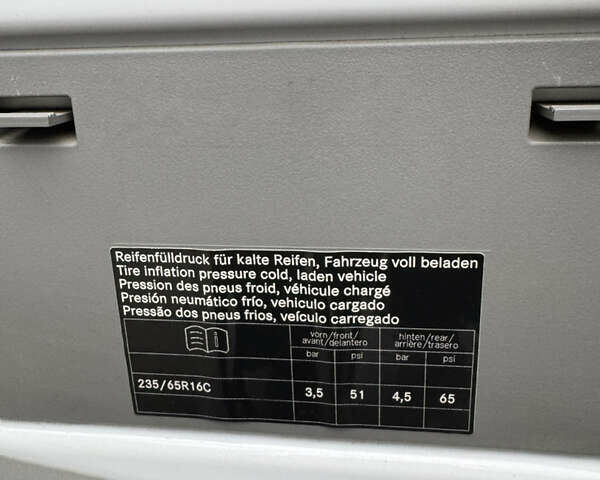 Reifenfülldruck für kalte Reifen, Fahrzeug voll beladen
Tire inflation pressure cold, laden vehicle
Pression des pneus froid, véhicule chargé
Presión neumático frío, vehiculo cargado
Pressão dos pneus frios, veículo carregado
vorn/front/ hinten/rear/
avant/delantero arrière/trasero
bar psi bar psi
235/65R16C 3,5 51 4,5 65